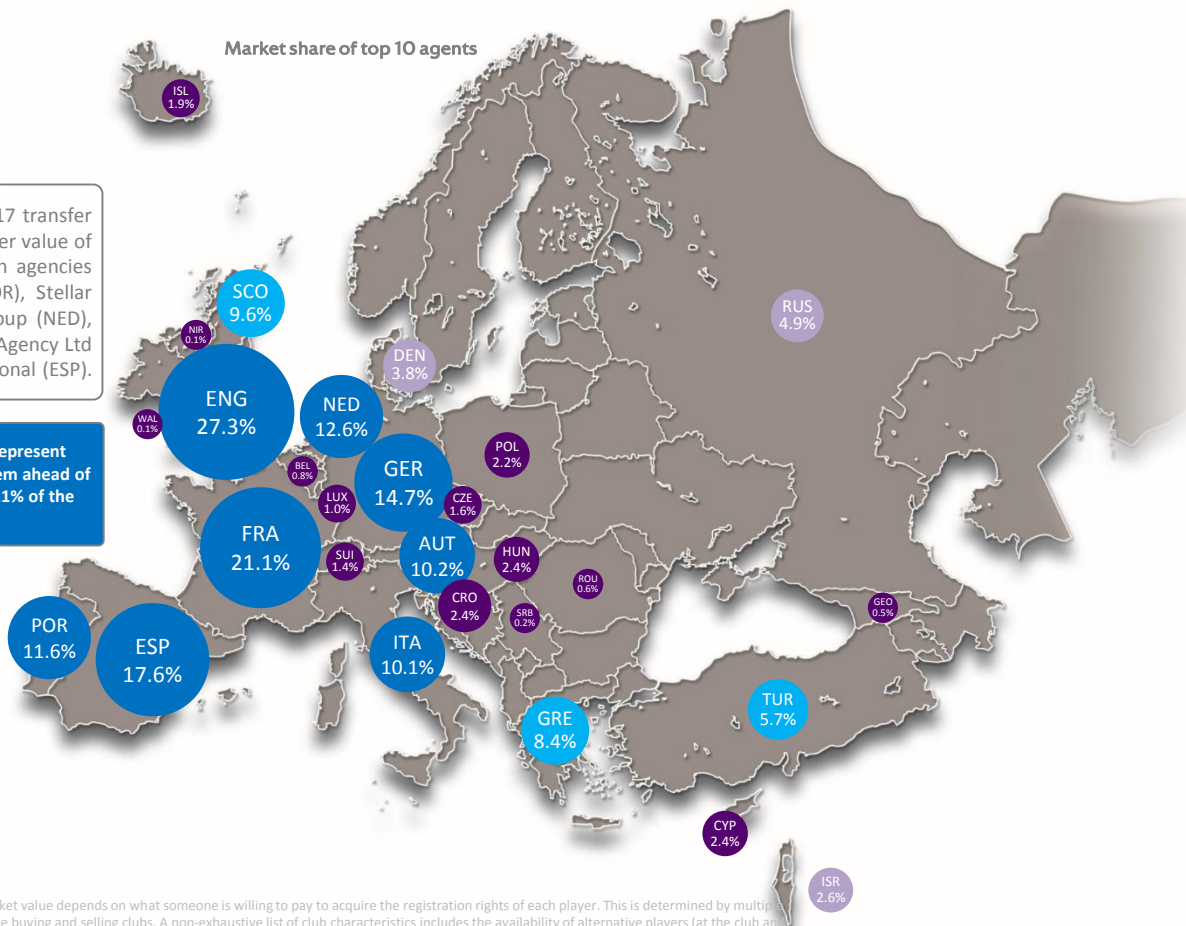 Market share of top 10 agents
ISL
1.9%
17 transfer
er value of
n agencies
OR), Stellar
oup (NED),
Agency Ltd
onal (ESP).
SCO
9.6%
RUS
4.9%
NIR
0.1%
DEN
3.8%
ENG
27.3%
NED
12.6%
WAL
0.1%
epresent
em ahead of
1% of the
POL
2.2%
BEL
0.8%
GER
14.7%
LUX
1.0%
CZE
1.6%
FRA
21.1%
AUT
10.2%
SUI
1.4%
HUN
2.4%
ROU
0.6%
CRO
2.4%
SRB
0.2%
GEO
0.5%
POR
11.6%
ESP
17.6%
ITA
10.1%
TUR
5.7%
GRE
8.4%
CYP
2.4%
ISR
2.6%
ket value depends on what someone is willing to pay to acquire the registration rights of each player. This is determined by multip
e buying and selling clubs. A non-exhaustive list of club characteristics includes the availability of alternative players (at the club an